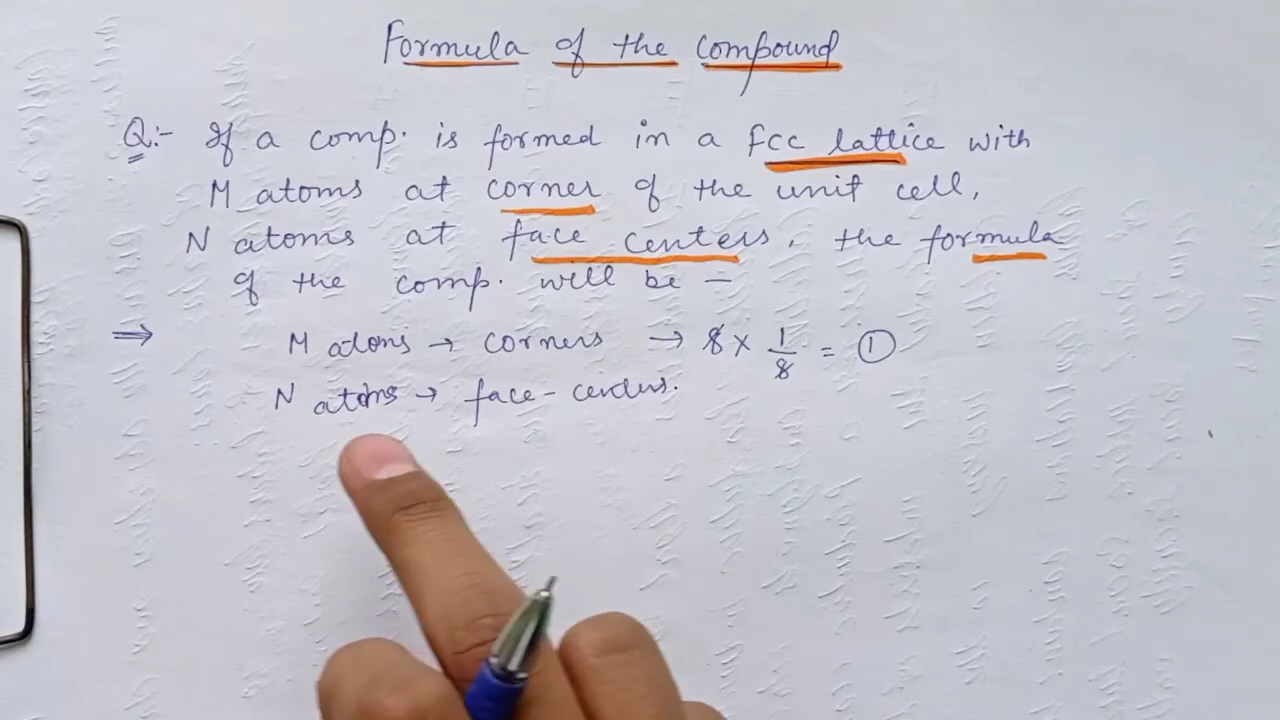 Formula of the compound
Q:- If a comp. is formed in a fcc lattice with
M atoms at corner of the unit cell,
N atoms at face centers, the formula
of the comp. will be —
⇒ M atoms → corners → 8 × 1/8 = ①
N atoms → face-centers.